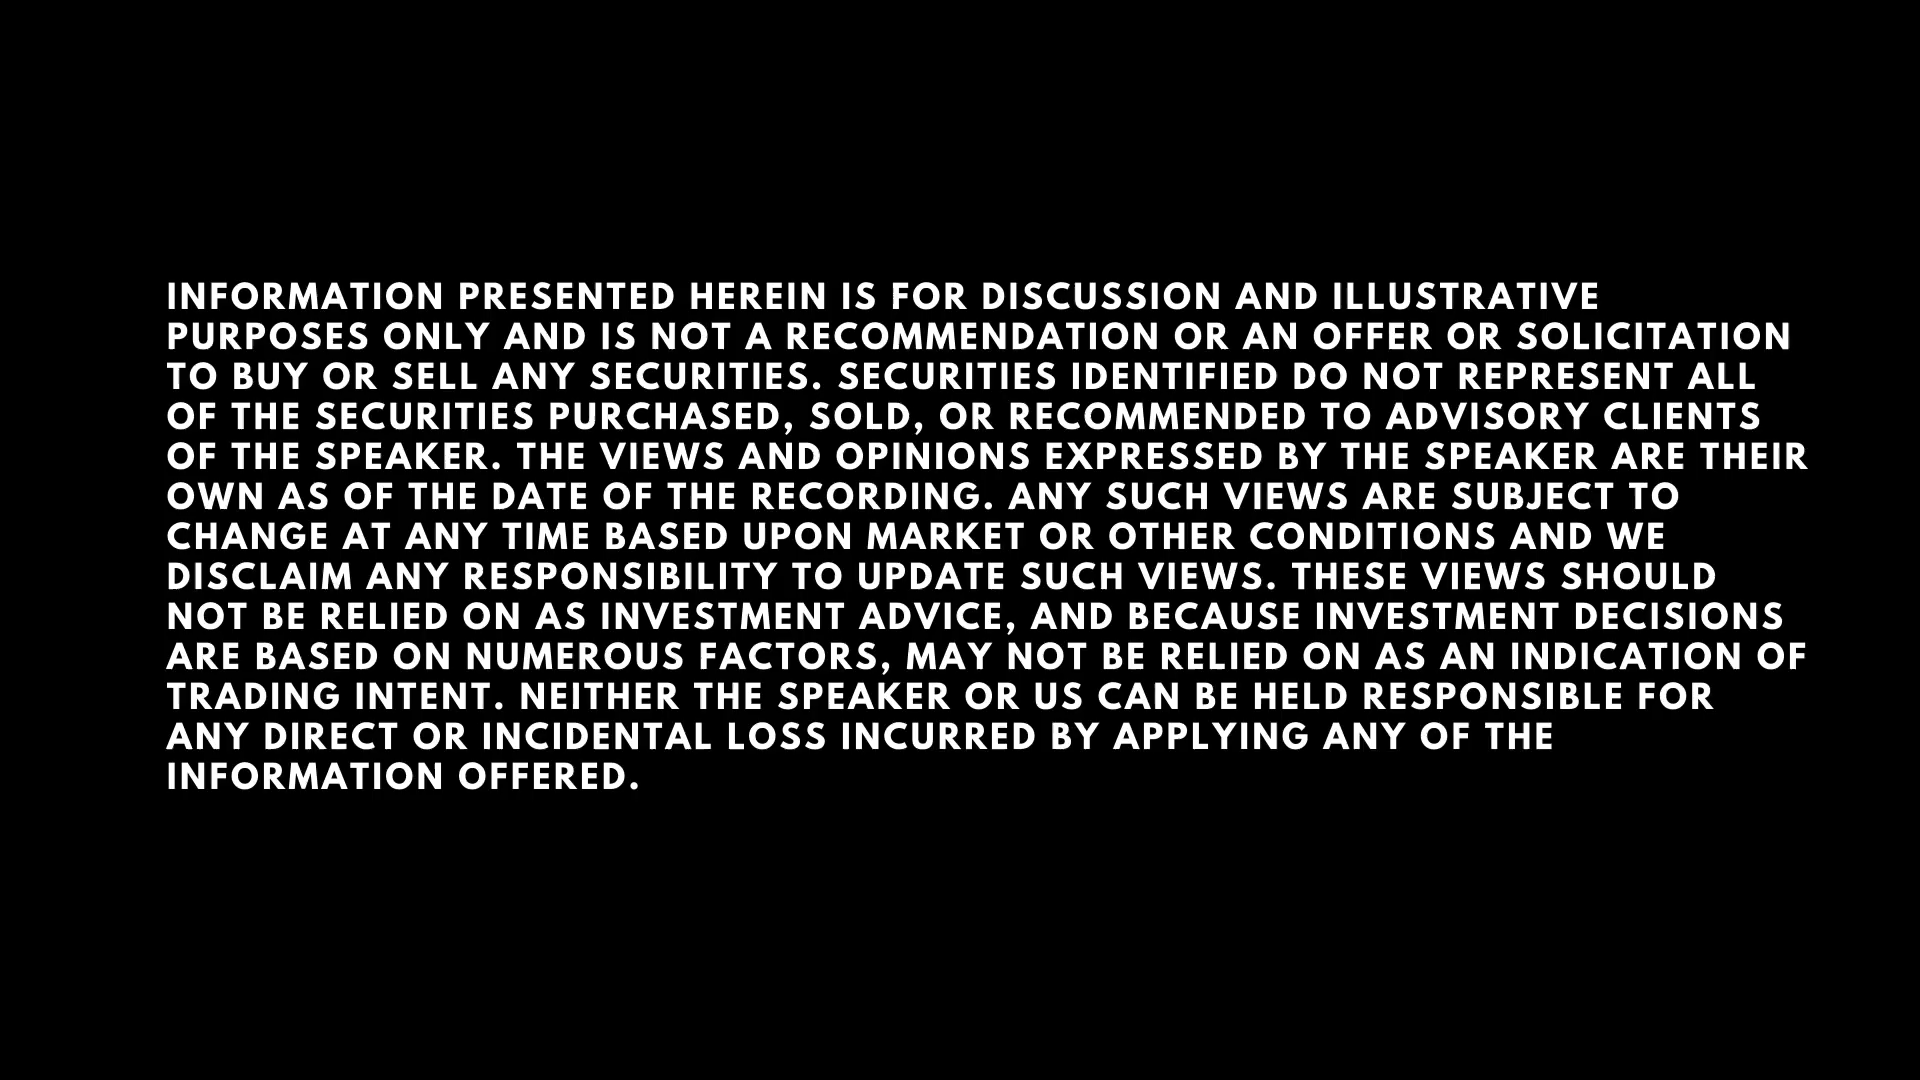 INFORMATION PRESENTED HEREIN IS FOR DISCUSSION AND ILLUSTRATIVE
PURPOSES ONLY AND IS NOT A RECOMMENDATION OR AN OFFER OR SOLICITATION
TO BUY OR SELL ANY SECURITIES. SECURITIES IDENTIFIED DO NOT REPRESENT ALL
OF THE SECURITIES PURCHASED, SOLD, OR RECOMMENDED TO ADVISORY CLIENTS
OF THE SPEAKER. THE VIEWS AND OPINIONS EXPRESSED BY THE SPEAKER ARE THEIR
OWN AS OF THE DATE OF THE RECORDING. ANY SUCH VIEWS ARE SUBJECT TO
CHANGE AT ANY TIME BASED UPON MARKET OR OTHER CONDITIONS AND WE
DISCLAIM ANY RESPONSIBILITY TO UPDATE SUCH VIEWS. THESE VIEWS SHOULD
NOT BE RELIED ON AS INVESTMENT ADVICE, AND BECAUSE INVESTMENT DECISIONS
ARE BASED ON NUMEROUS FACTORS, MAY NOT BE RELIED ON AS AN INDICATION OF
TRADING INTENT. NEITHER THE SPEAKER OR US CAN BE HELD RESPONSIBLE FOR
ANY DIRECT OR INCIDENTAL LOSS INCURRED BY APPLYING ANY OF THE
INFORMATION OFFERED.